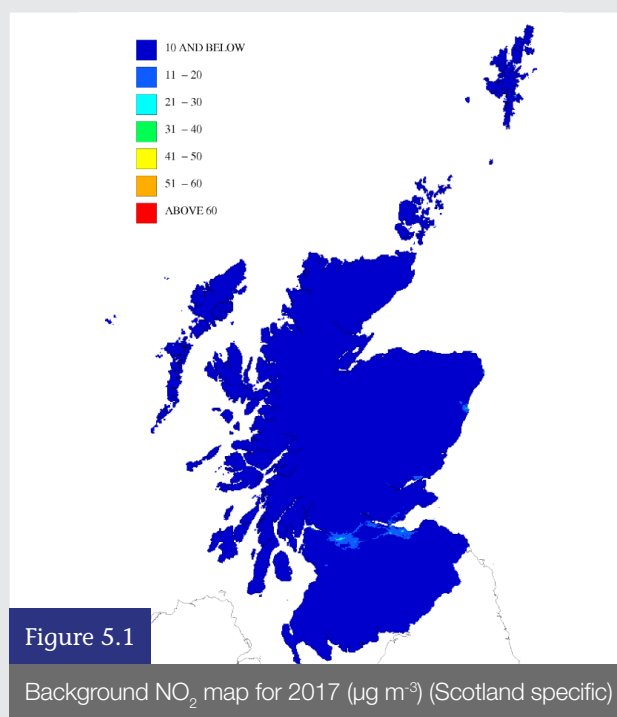 10 AND BELOW
11 – 20
21 – 30
31 – 40
41 – 50
51 – 60
ABOVE 60
Figure 5.1
Background NO₂ map for 2017 (µg m⁻³) (Scotland specific)